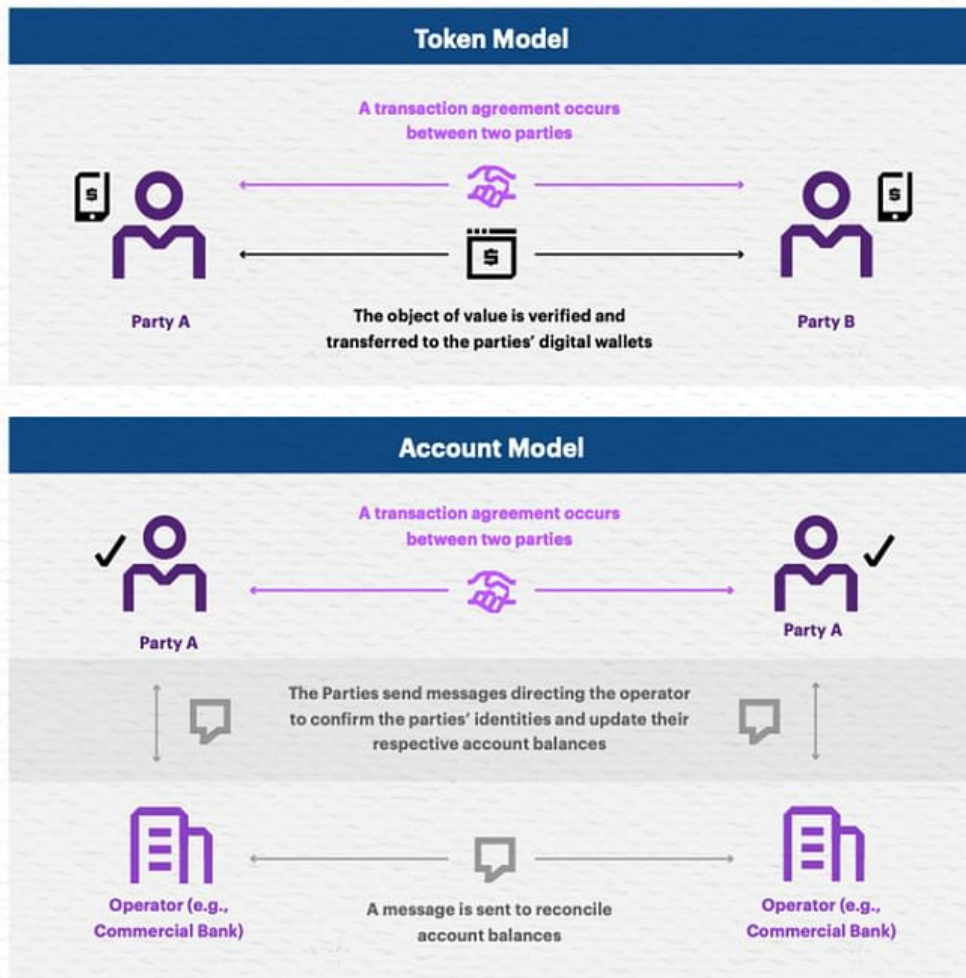 Token Model
A transaction agreement occurs
between two parties
$
$
$
Party A
The object of value is verified and
transferred to the parties’ digital wallets
Party B
Account Model
A transaction agreement occurs
between two parties
Party A
Party A
The Parties send messages directing the operator
to confirm the parties’ identities and update their
respective account balances
Operator (e.g.,
Commercial Bank)
A message is sent to reconcile
account balances
Operator (e.g.,
Commercial Bank)